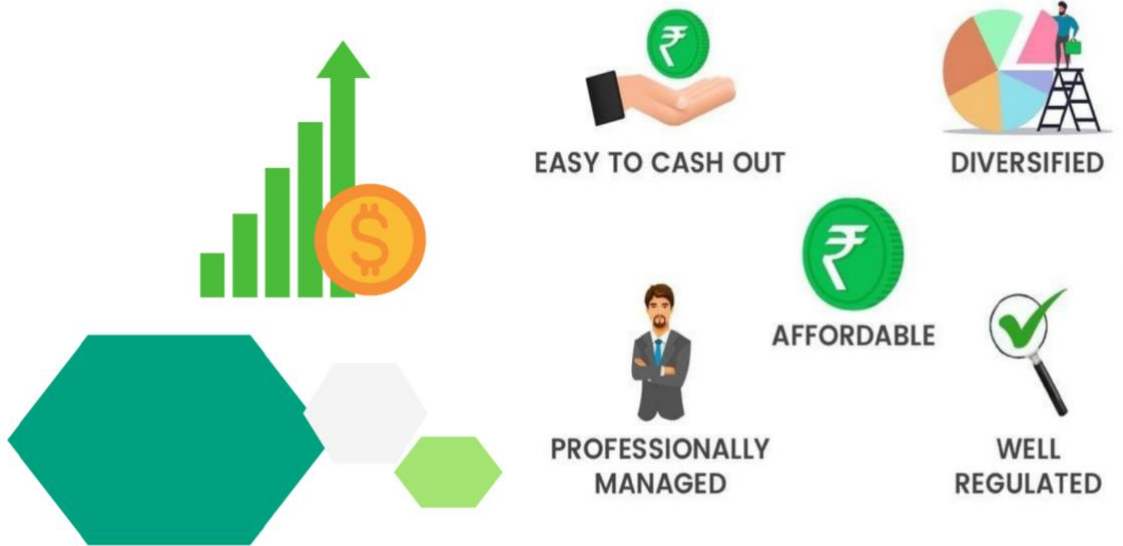 ₹
EASY TO CASH OUT
DIVERSIFIED
$
₹
AFFORDABLE
PROFESSIONALLY
MANAGED
WELL
REGULATED